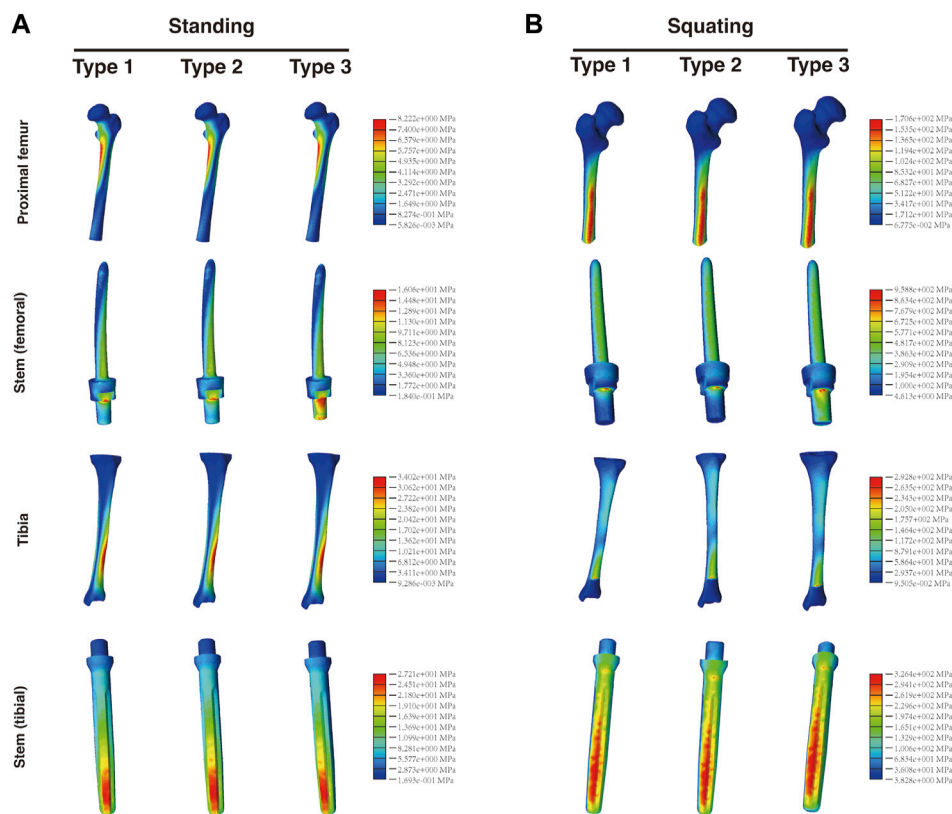 A
Standing
Type 1 Type 2 Type 3
B
Squating
Type 1 Type 2 Type 3
Proximal femur
8.222e+000 MPa
7.400e+000 MPa
6.579e+000 MPa
5.757e+000 MPa
4.935e+000 MPa
4.114e+000 MPa
3.292e+000 MPa
2.471e+000 MPa
1.649e+000 MPa
8.274e-001 MPa
5.826e-003 MPa
1.706e+002 MPa
1.535e+002 MPa
1.365e+002 MPa
1.194e+002 MPa
1.024e+002 MPa
8.532e+001 MPa
6.827e+001 MPa
5.122e+001 MPa
3.417e+001 MPa
1.712e+001 MPa
6.775e-002 MPa
Stem (femoral)
1.606e+001 MPa
1.448e+001 MPa
1.289e+001 MPa
1.130e+001 MPa
9.711e+000 MPa
8.123e+000 MPa
6.536e+000 MPa
4.948e+000 MPa
3.360e+000 MPa
1.772e+000 MPa
1.840e-001 MPa
9.588e+002 MPa
8.634e+002 MPa
7.679e+002 MPa
6.725e+002 MPa
5.771e+002 MPa
4.817e+002 MPa
3.863e+002 MPa
2.909e+002 MPa
1.954e+002 MPa
1.000e+002 MPa
4.613e+000 MPa
Tibia
3.402e+001 MPa
3.062e+001 MPa
2.722e+001 MPa
2.382e+001 MPa
2.042e+001 MPa
1.702e+001 MPa
1.362e+001 MPa
1.021e+001 MPa
6.812e+000 MPa
3.411e+000 MPa
9.286e-003 MPa
2.928e+002 MPa
2.635e+002 MPa
2.343e+002 MPa
2.050e+002 MPa
1.757+002 MPa
1.464e+002 MPa
1.172e+002 MPa
8.791e+001 MPa
5.864e+001 MPa
2.937e+001 MPa
9.505e-002 MPa
Stem (tibial)
2.721e+001 MPa
2.451e+001 MPa
2.180e+001 MPa
1.910e+001 MPa
1.639e+001 MPa
1.369e+001 MPa
1.099e+001 MPa
8.281e+000 MPa
5.577e+000 MPa
2.873e+000 MPa
1.693e-001 MPa
3.264e+002 MPa
2.941e+002 MPa
2.619e+002 MPa
2.296e+002 MPa
1.974e+002 MPa
1.651e+002 MPa
1.329e+002 MPa
1.006e+002 MPa
6.834e+001 MPa
3.608e+001 MPa
3.828e+000 MPa